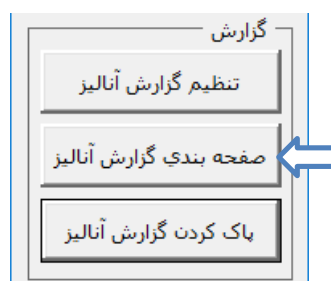 گزارش
تنظیم گزارش آنالیز
صفحه بندي گزارش آنالیز
پاک کردن گزارش آنالیز